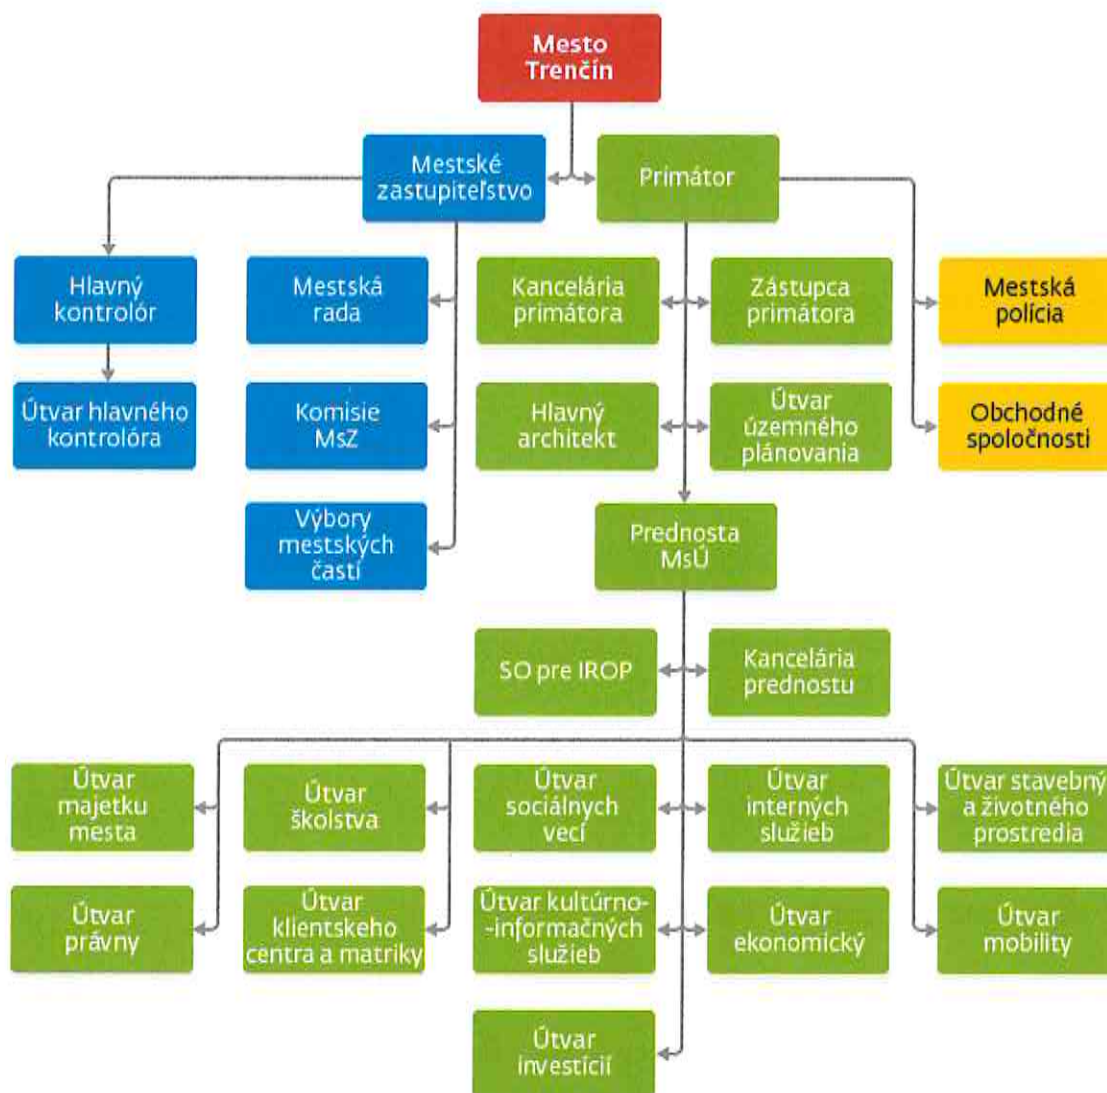 Mesto
Trenčín
Mestské
zastupiteľstvo
Primátor
Hlavný
kontrolór
Mestská
rada
Kancelária
primátora
Zástupca
primátora
Mestská
polícia
Útvar hlavného
kontrolóra
Komisie
MsZ
Hlavný
architekt
Útvar
územného
plánovania
Obchodné
spoločnosti
Výbory
mestských
častí
Prednosta
MsÚ
SO pre IROP
Kancelária
prednostu
Útvar
majetku
mesta
Útvar
školstva
Útvar
sociálnych
vecí
Útvar
interných
služieb
Útvar stavebný
a životného
prostredia
Útvar
právny
Útvar
klientskeho
centra a matriky
Útvar kultúrno-
-informačných
služieb
Útvar
ekonomický
Útvar
mobility
Útvar
investícií